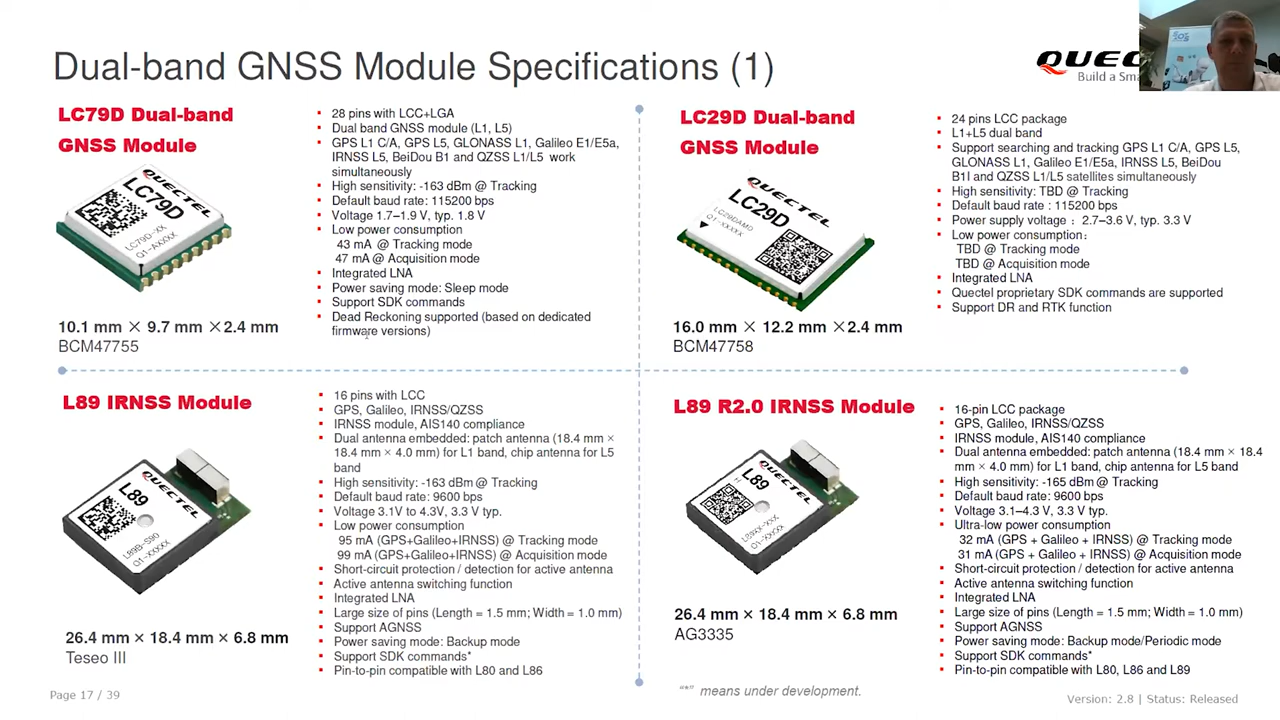 Dual-band GNSS Module Specifications (1)
QUECTEL
Build a Sma
LC79D Dual-band
GNSS Module
QUECTEL
LC79D
LC79D-XX
Q1-AXXXX
10.1 mm × 9.7 mm ×2.4 mm
BCM47755
28 pins with LCC+LGA
Dual band GNSS module (L1, L5)
GPS L1 C/A, GPS L5, GLONASS L1, Galileo E1/E5a,
IRNSS L5, BeiDou B1 and QZSS L1/L5 work
simultaneously
High sensitivity: -163 dBm @ Tracking
Default baud rate: 115200 bps
Voltage 1.7–1.9 V, typ. 1.8 V
Low power consumption
43 mA @ Tracking mode
47 mA @ Acquisition mode
Integrated LNA
Power saving mode: Sleep mode
Support SDK commands
Dead Reckoning supported (based on dedicated
firmware versions)
LC29D Dual-band
GNSS Module
QUECTEL
LC29D
LC29DAMD
Q1-XXXXX
16.0 mm × 12.2 mm ×2.4 mm
BCM47758
24 pins LCC package
L1+L5 dual band
Support searching and tracking GPS L1 C/A, GPS L5,
GLONASS L1, Galileo E1/E5a, IRNSS L5, BeiDou
B1I and QZSS L1/L5 satellites simultaneously
High sensitivity: TBD @ Tracking
Default baud rate : 115200 bps
Power supply voltage : 2.7–3.6 V, typ. 3.3 V
Low power consumption:
TBD @ Tracking mode
TBD @ Acquisition mode
Integrated LNA
Quectel proprietary SDK commands are supported
Support DR and RTK function
L89 IRNSS Module
QUECTEL
L89
L89B-S90
Q1-XXXXX
26.4 mm × 18.4 mm × 6.8 mm
Teseo III
16 pins with LCC
GPS, Galileo, IRNSS/QZSS
IRNSS module, AIS140 compliance
Dual antenna embedded: patch antenna (18.4 mm ×
18.4 mm × 4.0 mm) for L1 band, chip antenna for L5
band
High sensitivity: -163 dBm @ Tracking
Default baud rate: 9600 bps
Voltage 3.1V to 4.3V, 3.3 V typ.
Low power consumption
95 mA (GPS+Galileo+IRNSS) @ Tracking mode
99 mA (GPS+Galileo+IRNSS) @ Acquisition mode
Short-circuit protection / detection for active antenna
Active antenna switching function
Integrated LNA
Large size of pins (Length = 1.5 mm; Width = 1.0 mm)
Support AGNSS
Power saving mode: Backup mode
Support SDK commands*
Pin-to-pin compatible with L80 and L86
L89 R2.0 IRNSS Module
QUECTEL
L89
H
Q1-XXXXX
26.4 mm × 18.4 mm × 6.8 mm
AG3335
16-pin LCC package
GPS, Galileo, IRNSS/QZSS
IRNSS module, AIS140 compliance
Dual antenna embedded: patch antenna (18.4 mm × 18.4
mm × 4.0 mm) for L1 band, chip antenna for L5 band
High sensitivity: -165 dBm @ Tracking
Default baud rate: 9600 bps
Voltage 3.1–4.3 V, 3.3 V typ.
Ultra-low power consumption
32 mA (GPS + Galileo + IRNSS) @ Tracking mode
31 mA (GPS + Galileo + IRNSS) @ Acquisition mode
Short-circuit protection / detection for active antenna
Active antenna switching function
Integrated LNA
Large size of pins (Length = 1.5 mm; Width = 1.0 mm)
Support AGNSS
Power saving mode: Backup mode/Periodic mode
Support SDK commands*
Pin-to-pin compatible with L80, L86 and L89
Page 17 / 39
“*” means under development.
Version: 2.8 | Status: Released